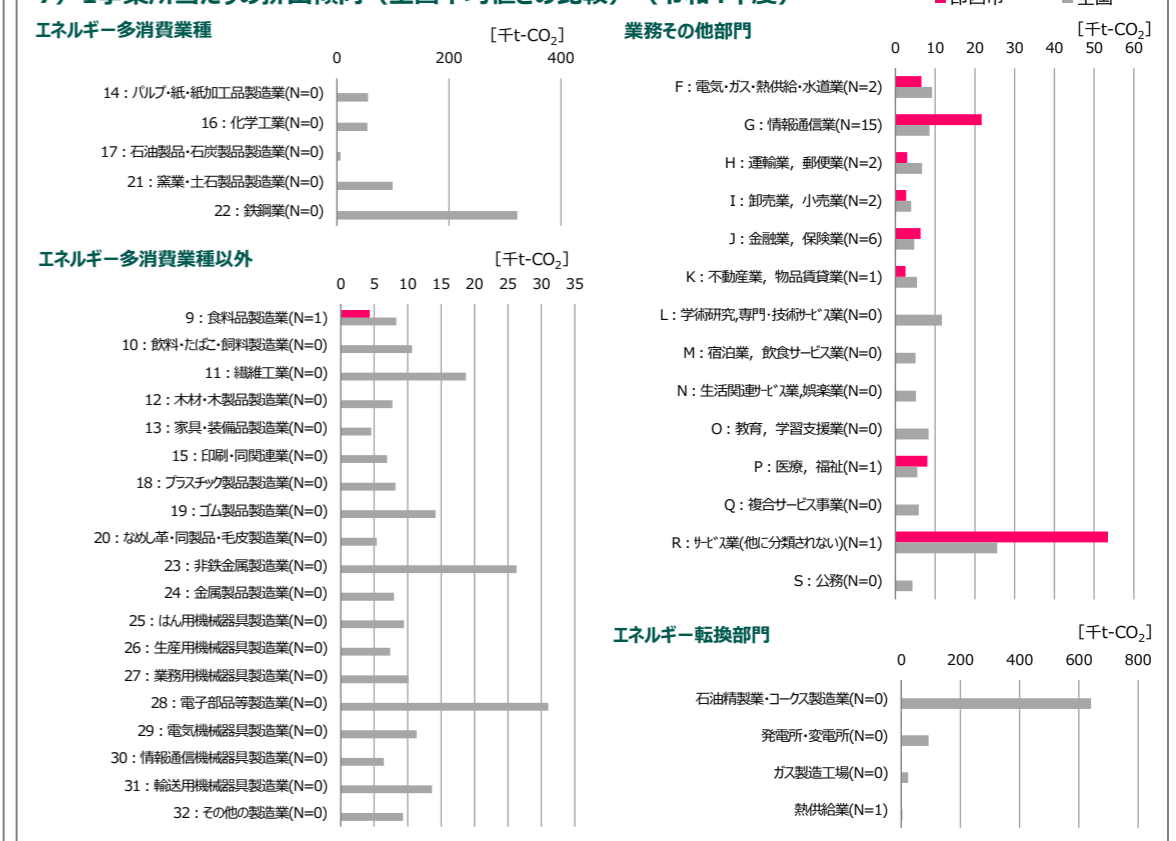 エネルギー多消費業種
[千t-CO2]
0 200 400
14：パルプ・紙・紙加工品製造業(N=0)
16：化学工業(N=0)
17：石油製品・石炭製品製造業(N=0)
21：窯業・土石製品製造業(N=0)
22：鉄鋼業(N=0)
エネルギー多消費業種以外
[千t-CO2]
0 5 10 15 20 25 30 35
9：食料品製造業(N=1)
10：飲料・たばこ・飼料製造業(N=0)
11：繊維工業(N=0)
12：木材・木製品製造業(N=0)
13：家具・装備品製造業(N=0)
15：印刷・同関連業(N=0)
18：プラスチック製品製造業(N=0)
19：ゴム製品製造業(N=0)
20：なめし革・同製品・毛皮製造業(N=0)
23：非鉄金属製造業(N=0)
24：金属製品製造業(N=0)
25：はん用機械器具製造業(N=0)
26：生産用機械器具製造業(N=0)
27：業務用機械器具製造業(N=0)
28：電子部品等製造業(N=0)
29：電気機械器具製造業(N=0)
30：情報通信機械器具製造業(N=0)
31：輸送用機械器具製造業(N=0)
32：その他の製造業(N=0)
業務その他部門
[千t-CO2]
0 10 20 30 40 50 60
F：電気・ガス・熱供給・水道業(N=2)
G：情報通信業(N=15)
H：運輸業，郵便業(N=2)
I：卸売業，小売業(N=2)
J：金融業，保険業(N=6)
K：不動産業，物品賃貸業(N=1)
L：学術研究,専門・技術サービス業(N=0)
M：宿泊業，飲食サービス業(N=0)
N：生活関連サービス業,娯楽業(N=0)
O：教育，学習支援業(N=0)
P：医療，福祉(N=1)
Q：複合サービス事業(N=0)
R：サービス業(他に分類されない)(N=1)
S：公務(N=0)
エネルギー転換部門
[千t-CO2]
0 200 400 600 800
石油精製業・コークス製造業(N=0)
発電所・変電所(N=0)
ガス製造工場(N=0)
熱供給業(N=1)